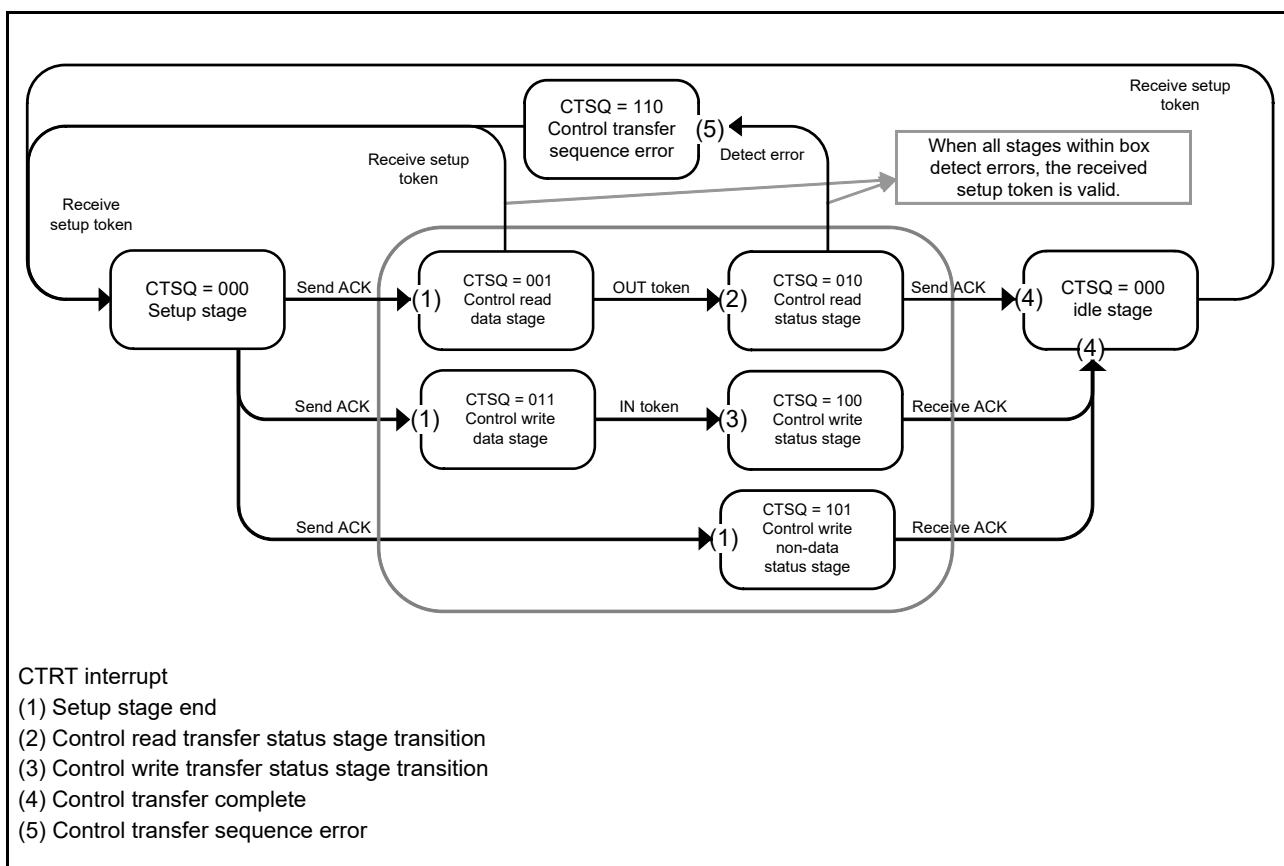 Receive setup
token
CTSQ = 110
Control transfer
sequence error
(5)
Detect error
Receive setup
token
When all stages within box
detect errors, the received
setup token is valid.
Receive
setup token
CTSQ = 000
Setup stage
Send ACK
(1)
CTSQ = 001
Control read
data stage
OUT token
(2)
CTSQ = 010
Control read
status stage
Send ACK
(4)
CTSQ = 000
idle stage
(4)
Send ACK
(1)
CTSQ = 011
Control write
data stage
IN token
(3)
CTSQ = 100
Control write
status stage
Receive ACK
Send ACK
(1)
CTSQ = 101
Control write
non-data
status stage
Receive ACK
CTRT interrupt
(1) Setup stage end
(2) Control read transfer status stage transition
(3) Control write transfer status stage transition
(4) Control transfer complete
(5) Control transfer sequence error